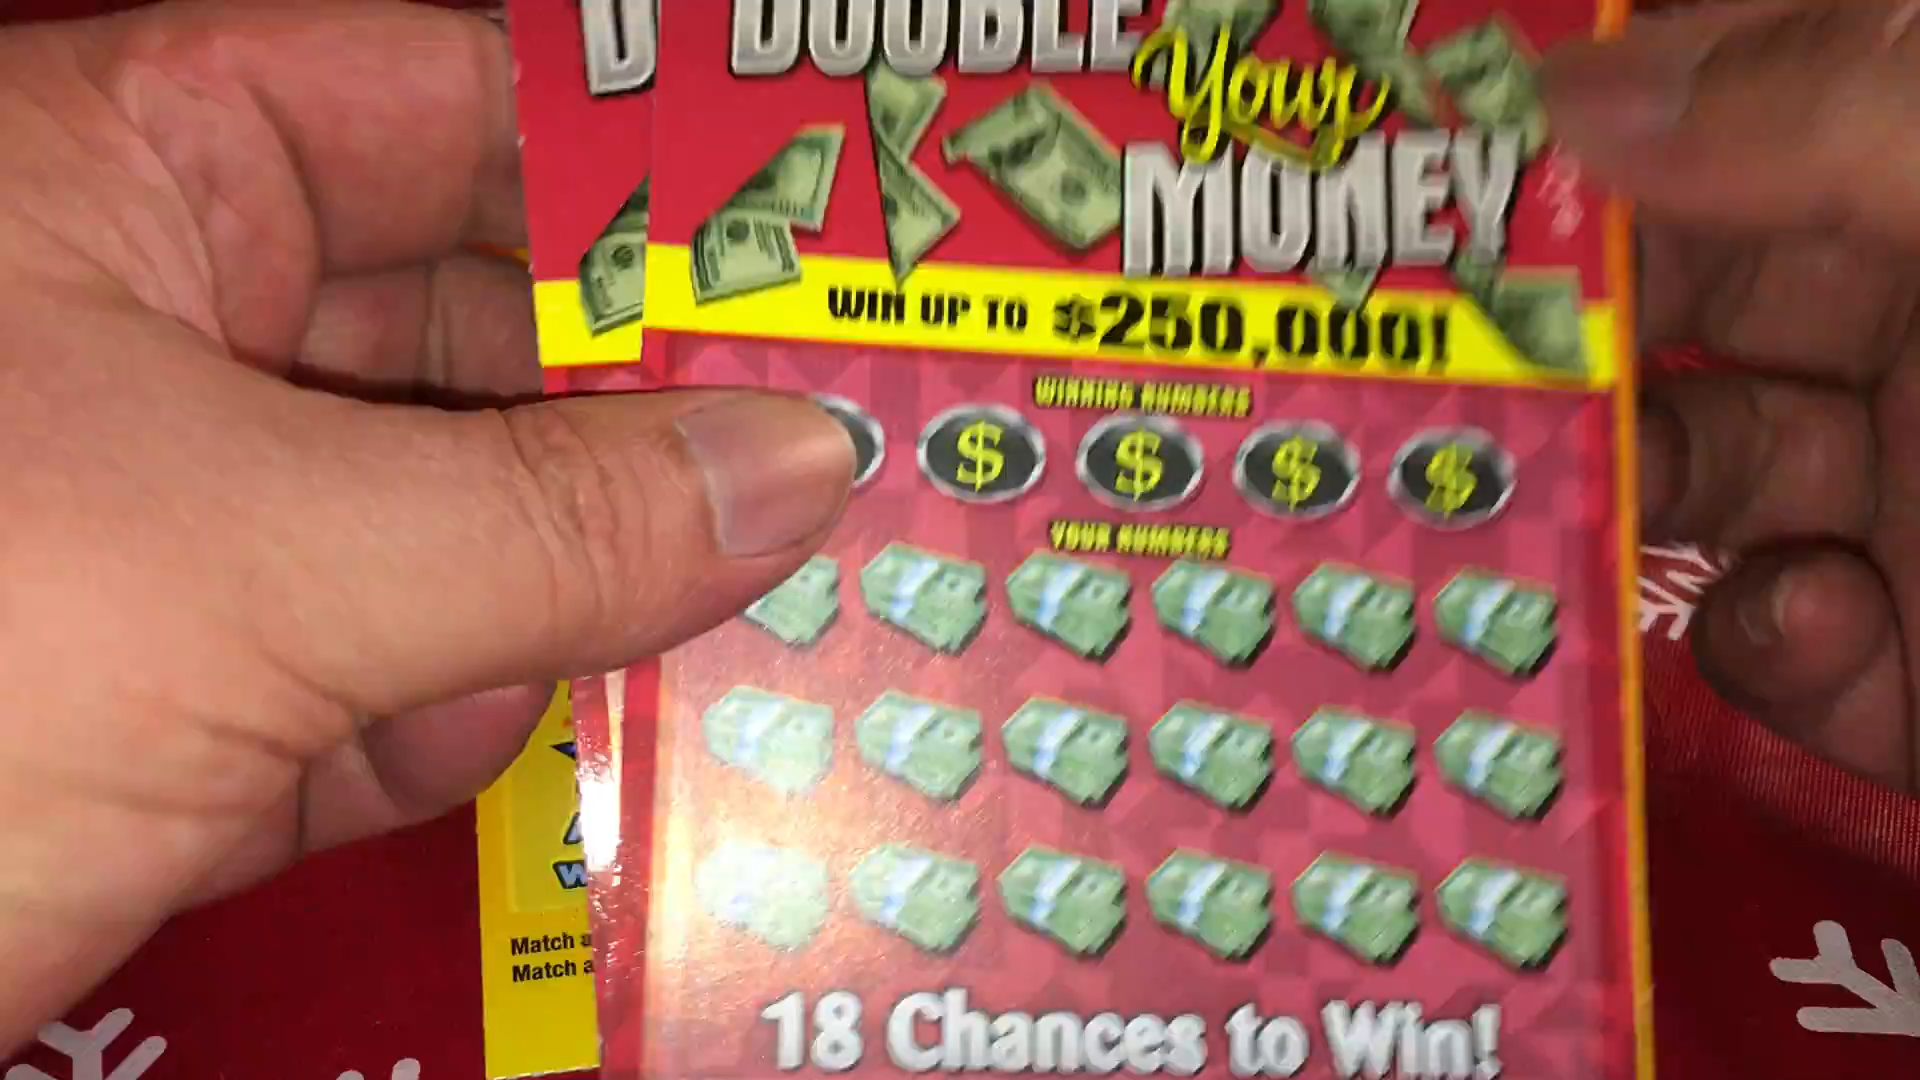 D
DOUBLE
Your
MONEY
WIN UP TO $250,000!
WINNING NUMBERS
$ $ $ $
YOUR NUMBERS
W
Match a
Match a
18 Chances to Win!